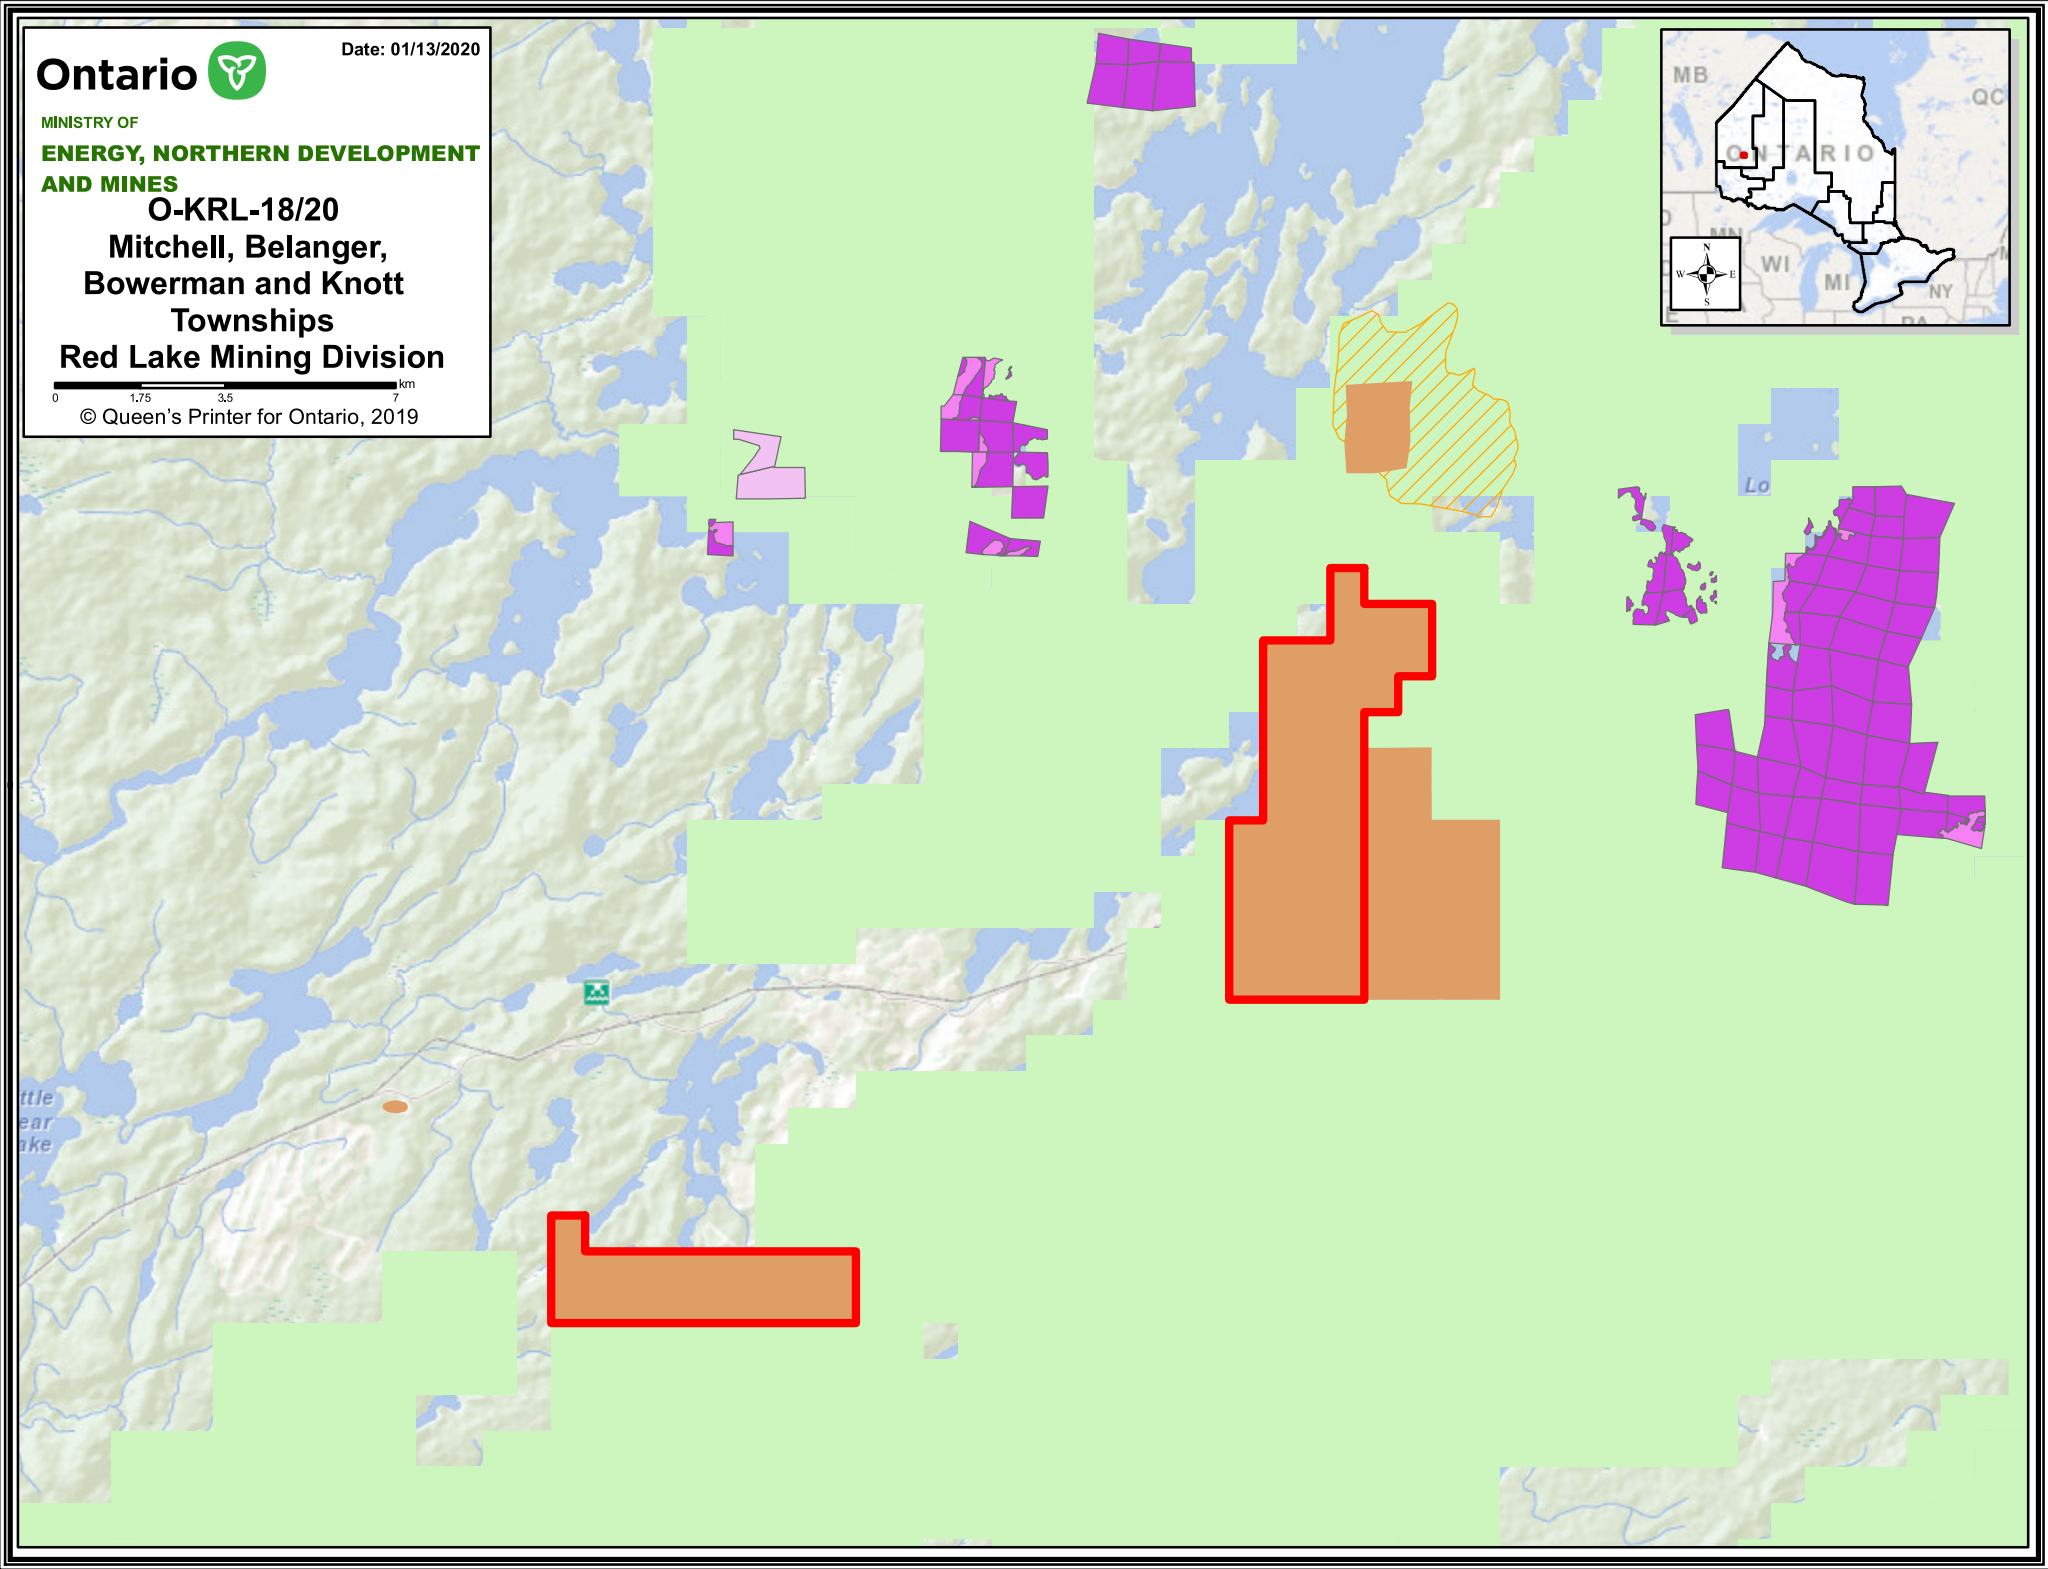 Ontario
Date: 01/13/2020
MINISTRY OF
ENERGY, NORTHERN DEVELOPMENT
AND MINES
O-KRL-18/20
Mitchell, Belanger,
Bowerman and Knott
Townships
Red Lake Mining Division
km
0 1.75 3.5 7
© Queen's Printer for Ontario, 2019
MB
QC
ONTARIO
MN
WI
MI
NY
PA
N
W E
S
Lo
ttle
ear
ake